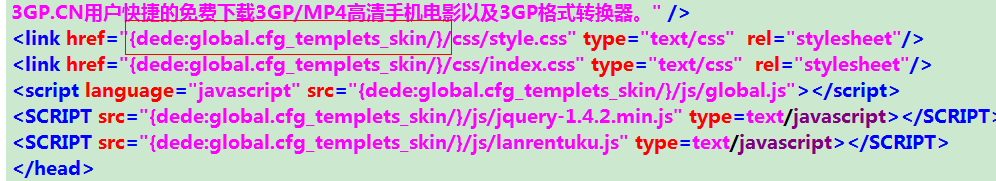 3GP.CN用户快捷的免费下载3GP/MP4高清手机电影以及3GP格式转换器。" />
<link href="{dede:global.cfg_templets_skin/}/css/style.css" type="text/css"  rel="stylesheet"/>
<link href="{dede:global.cfg_templets_skin/}/css/index.css" type="text/css"  rel="stylesheet"/>
<script language="javascript" src="{dede:global.cfg_templets_skin/}/js/global.js"></script>
<SCRIPT src="{dede:global.cfg_templets_skin/}/js/jquery-1.4.2.min.js" type=text/javascript></SCRIPT>
<SCRIPT src="{dede:global.cfg_templets_skin/}/js/lanrentuku.js" type=text/javascript></SCRIPT>
</head>